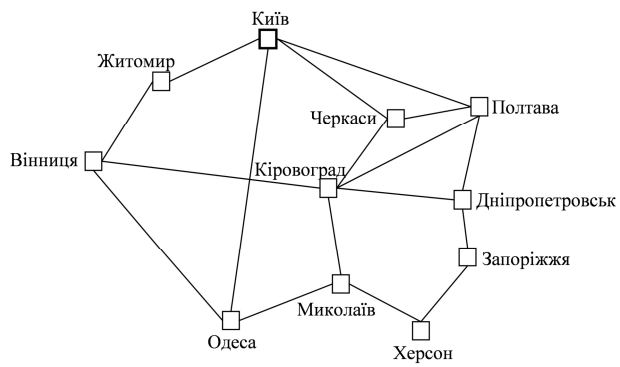 Київ
Житомир
Полтава
Черкаси
Вінниця
Кіровоград
Дніпропетровськ
Запоріжжя
Миколаїв
Одеса
Херсон